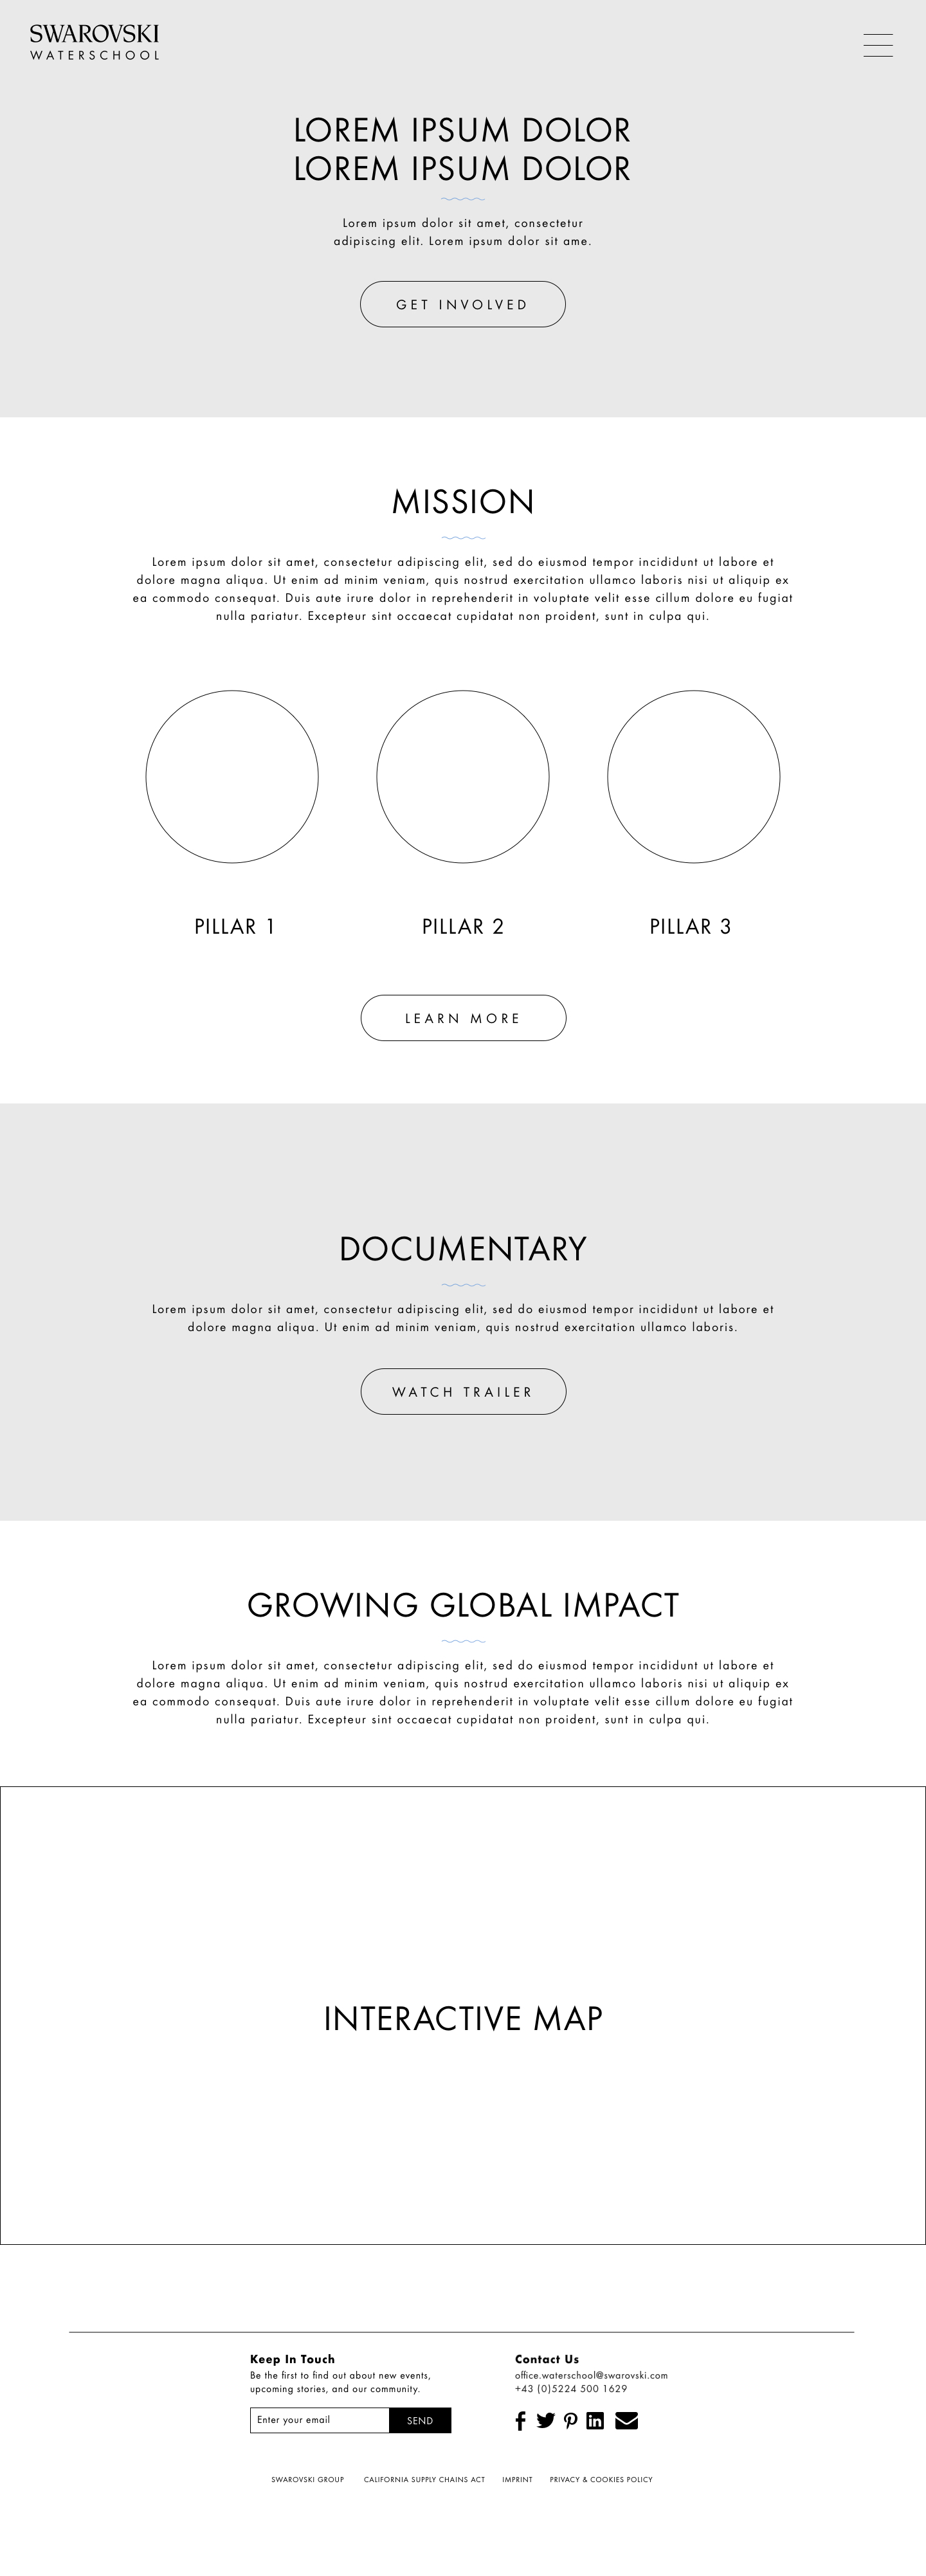 SWAROVSKI
WATERSCHOOL
LOREM IPSUM DOLOR
LOREM IPSUM DOLOR
Lorem ipsum dolor sit amet, consectetur
adipiscing elit. Lorem ipsum dolor sit ame.
GET INVOLVED
MISSION
Lorem ipsum dolor sit amet, consectetur adipiscing elit, sed do eiusmod tempor incididunt ut labore et
dolore magna aliqua. Ut enim ad minim veniam, quis nostrud exercitation ullamco laboris nisi ut aliquip ex
ea commodo consequat. Duis aute irure dolor in reprehenderit in voluptate velit esse cillum dolore eu fugiat
nulla pariatur. Excepteur sint occaecat cupidatat non proident, sunt in culpa qui.
PILLAR 1
PILLAR 2
PILLAR 3
LEARN MORE
DOCUMENTARY
Lorem ipsum dolor sit amet, consectetur adipiscing elit, sed do eiusmod tempor incididunt ut labore et
dolore magna aliqua. Ut enim ad minim veniam, quis nostrud exercitation ullamco laboris.
WATCH TRAILER
GROWING GLOBAL IMPACT
Lorem ipsum dolor sit amet, consectetur adipiscing elit, sed do eiusmod tempor incididunt ut labore et
dolore magna aliqua. Ut enim ad minim veniam, quis nostrud exercitation ullamco laboris nisi ut aliquip ex
ea commodo consequat. Duis aute irure dolor in reprehenderit in voluptate velit esse cillum dolore eu fugiat
nulla pariatur. Excepteur sint occaecat cupidatat non proident, sunt in culpa qui.
INTERACTIVE MAP
Keep In Touch
Be the first to find out about new events,
upcoming stories, and our community.
Enter your email
SEND
Contact Us
office.waterschool@swarovski.com
+43 (0)5224 500 1629
SWAROVSKI GROUP
CALIFORNIA SUPPLY CHAINS ACT
IMPRINT
PRIVACY & COOKIES POLICY